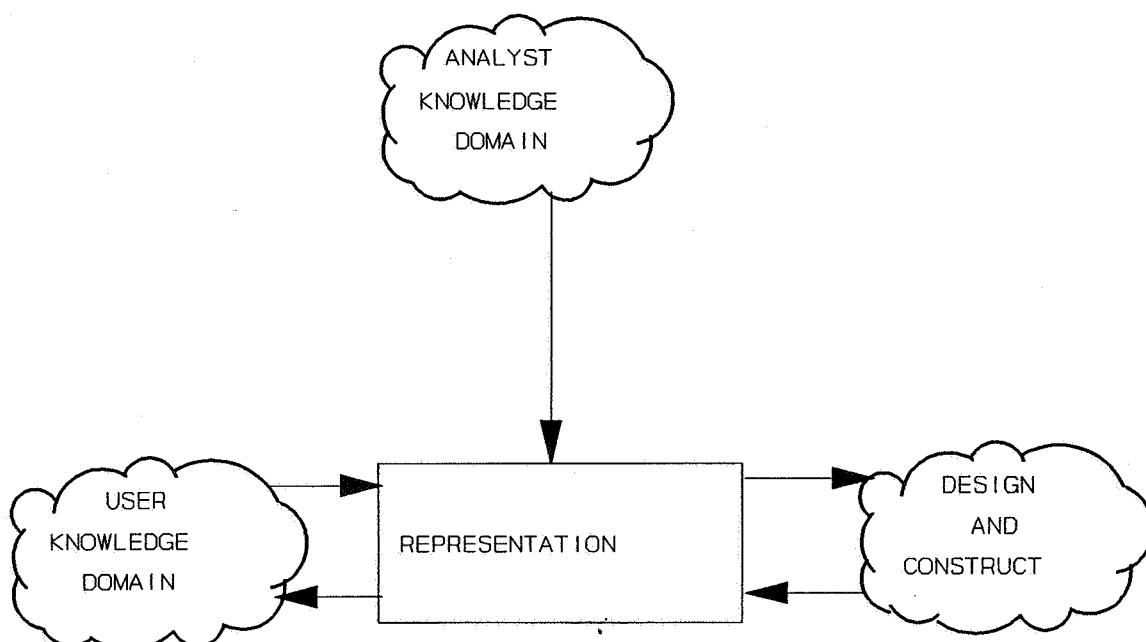 ANALYST
KNOWLEDGE
DOMAIN
USER
KNOWLEDGE
DOMAIN
REPRESENTATION
DESIGN
AND
CONSTRUCT